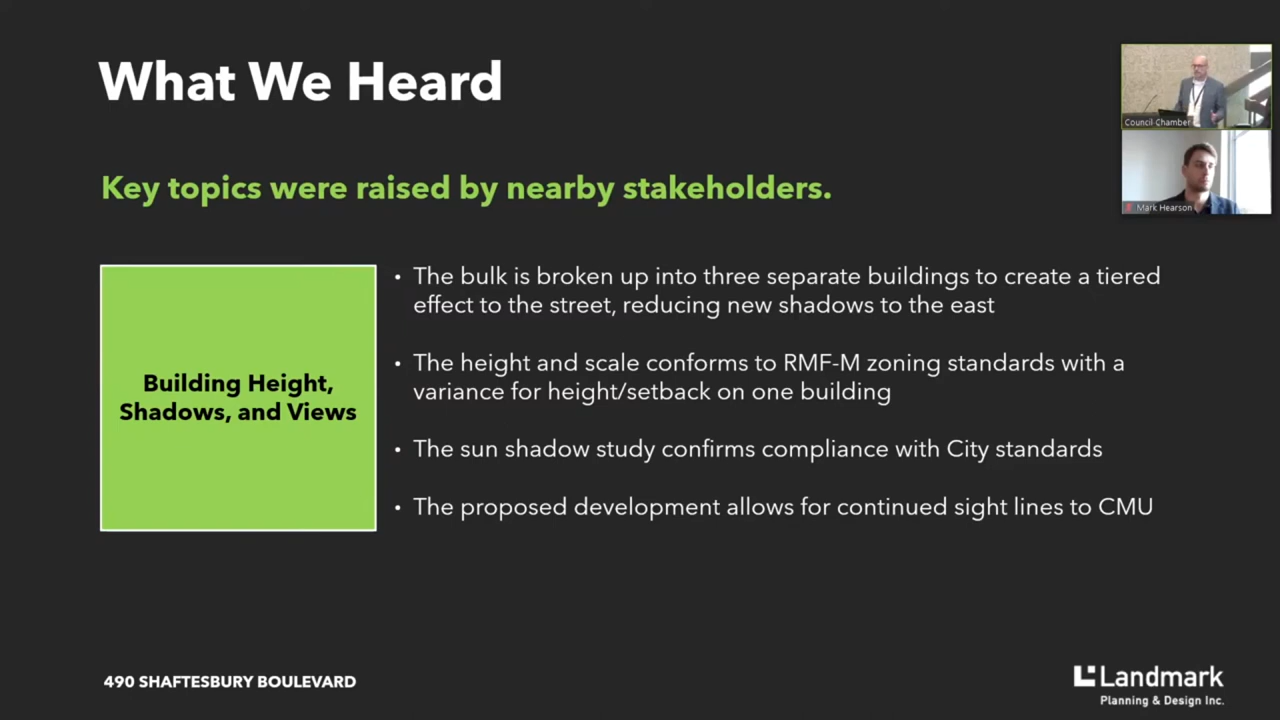 What We Heard
Key topics were raised by nearby stakeholders.
Council Chamber
Mark Hearson
Building Height,
Shadows, and Views
• The bulk is broken up into three separate buildings to create a tiered
effect to the street, reducing new shadows to the east
• The height and scale conforms to RMF-M zoning standards with a
variance for height/setback on one building
• The sun shadow study confirms compliance with City standards
• The proposed development allows for continued sight lines to CMU
490 SHAFTESBURY BOULEVARD
Landmark
Planning & Design Inc.